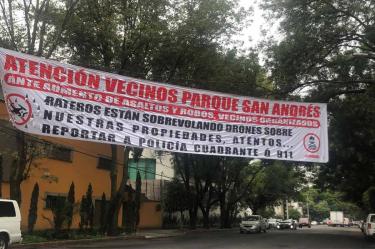 ATENCIÓN VECINOS PARQUE SAN ANDRÉS
ANTE AUMENTO DE ASALTOS Y ROBOS, VECINOS ORGANIZADOS
RATEROS ESTÁN SOBREVOLANDO DRONES SOBRE
NUESTRAS PROPIEDADES, ATENTOS.
REPORTAR A POLICÍA CUADRANTE O 911